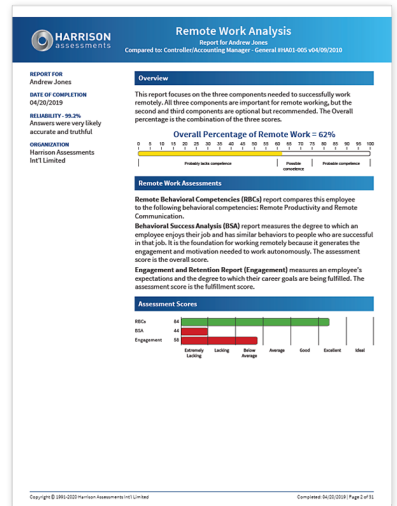 HARRISON
assessments
Remote Work Analysis
Report for Andrew Jones
Compared to: Controller/Accounting Manager - General #HA01-005 v04/09/2010
REPORT FOR
Andrew Jones
DATE OF COMPLETION
04/20/2019
RELIABILITY - 99.2%
Answers were very likely
accurate and truthful
ORGANIZATION
Harrison Assessments
Int'l Limited
Overview
This report focuses on the three components needed to successfully work
remotely. All three components are important for remote working, but the
second and third components are optional but recommended. The Overall
percentage is the combination of the three scores.
Overall Percentage of Remote Work = 62%
0 5 10 15 20 25 30 35 40 45 50 55 60 65 70 75 80 85 90 95 100
Probably lacks competence
Possible
competence
Probable competence
Remote Work Assessments
Remote Behavioral Competencies (RBCs) report compares this employee
to the following behavioral competencies: Remote Productivity and Remote
Communication.
Behavioral Success Analysis (BSA) report measures the degree to which an
employee enjoys their job and has similar behaviors to people who are successful
in that job. It is the foundation for working remotely because it generates the
engagement and motivation needed to work autonomously. The assessment
score is the overall score.
Engagement and Retention Report (Engagement) measures an employee's
expectations and the degree to which their career goals are being fulfilled. The
assessment score is the fulfillment score.
Assessment Scores
RBCs 84
BSA 44
Engagement
Extremely
Lacking
Lacking
Below
Average
Average
Good
Excellent
Ideal
Copyright © 1991-2020 Harrison Assessments Int'l Limited
Completed: 04/20/2019 | Page 2 of 51